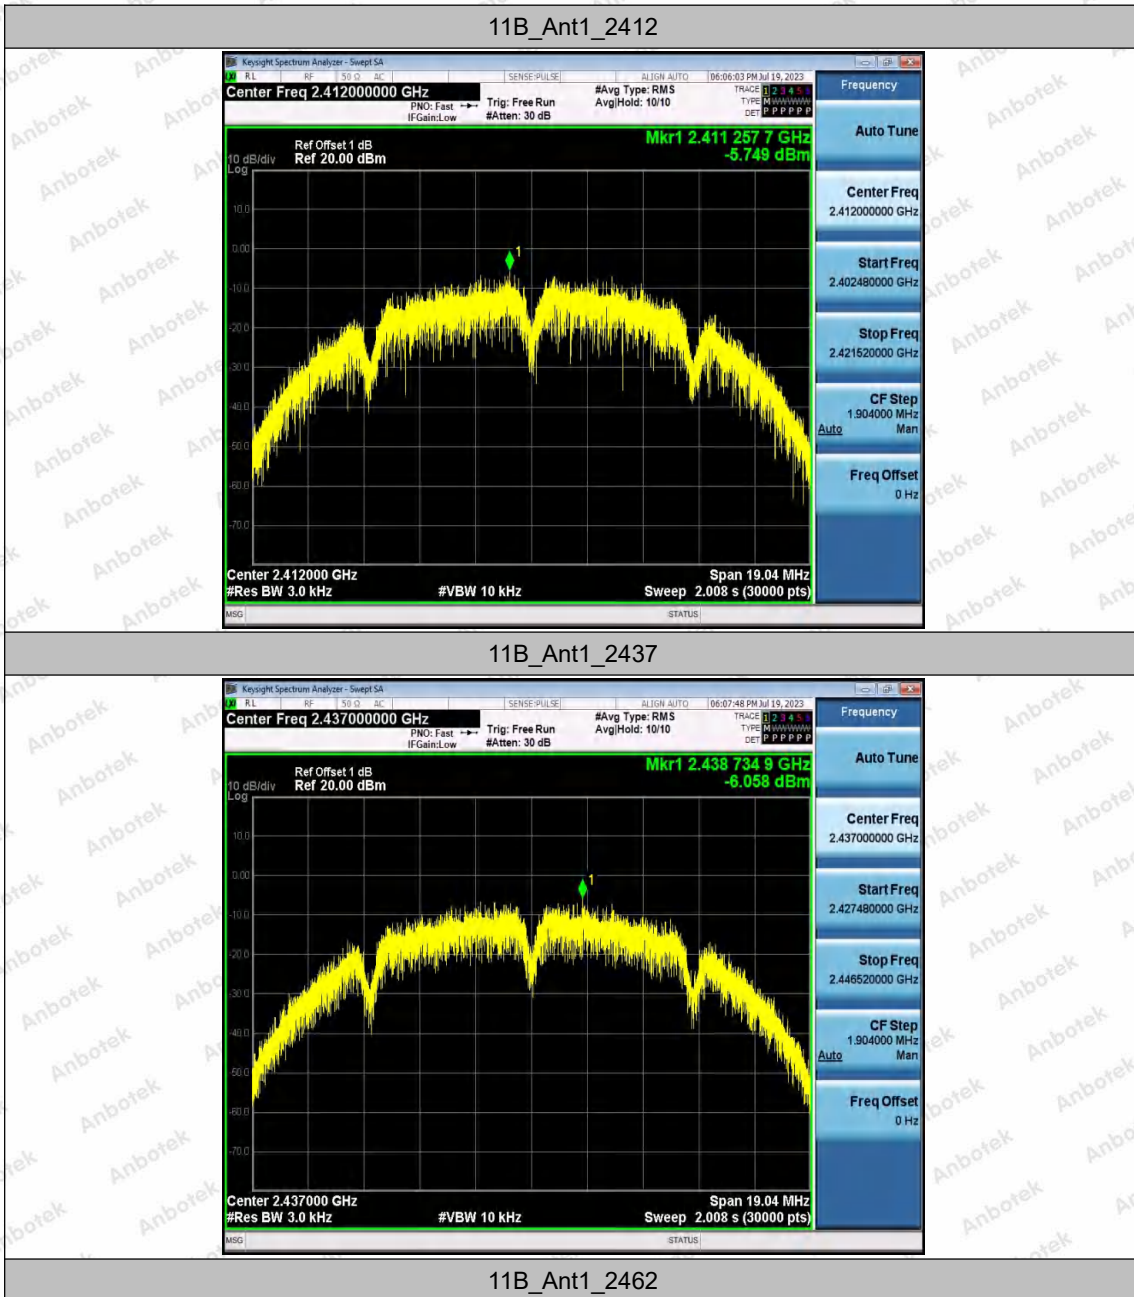 11B_Ant1_2412
Keysight Spectrum Analyzer - Swept SA
RL RF 50 Ω AC SENSE:PULSE ALIGN AUTO 06:06:03 PM Jul 19, 2023
Center Freq 2.412000000 GHz
PNO: Fast
IFGain:Low
Trig: Free Run
#Atten: 30 dB
#Avg Type: RMS
Avg|Hold: 10/10
TRACE 1 2 3 4 5 6
TYPE M W W W W W
DET P P P P P P
Frequency
Auto Tune
Center Freq
2.412000000 GHz
Start Freq
2.402480000 GHz
Stop Freq
2.421520000 GHz
CF Step
1.904000 MHz
Auto Man
Freq Offset
0 Hz
Mkr1 2.411 257 7 GHz
-5.749 dBm
Ref Offset 1 dB
10 dB/div Ref 20.00 dBm
Log
10.0
0.00
1
-10.0
-20.0
-30.0
-40.0
-50.0
-60.0
-70.0
Center 2.412000 GHz Span 19.04 MHz
#Res BW 3.0 kHz #VBW 10 kHz Sweep 2.008 s (30000 pts)
MSG STATUS
11B_Ant1_2437
Keysight Spectrum Analyzer - Swept SA
RL RF 50 Ω AC SENSE:PULSE ALIGN AUTO 06:07:48 PM Jul 19, 2023
Center Freq 2.437000000 GHz
PNO: Fast
IFGain:Low
Trig: Free Run
#Atten: 30 dB
#Avg Type: RMS
Avg|Hold: 10/10
TRACE 1 2 3 4 5 6
TYPE M W W W W W
DET P P P P P P
Frequency
Auto Tune
Center Freq
2.437000000 GHz
Start Freq
2.427480000 GHz
Stop Freq
2.446520000 GHz
CF Step
1.904000 MHz
Auto Man
Freq Offset
0 Hz
Mkr1 2.438 734 9 GHz
-6.058 dBm
Ref Offset 1 dB
10 dB/div Ref 20.00 dBm
Log
10.0
0.00
1
-10.0
-20.0
-30.0
-40.0
-50.0
-60.0
-70.0
Center 2.437000 GHz Span 19.04 MHz
#Res BW 3.0 kHz #VBW 10 kHz Sweep 2.008 s (30000 pts)
MSG STATUS
11B_Ant1_2462
Anbotek